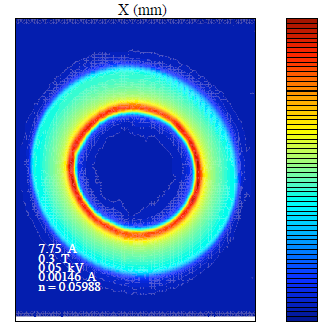 X (mm)
7.75 A
0.3 T
0.05 kV
0.00146 A
n = 0.05988